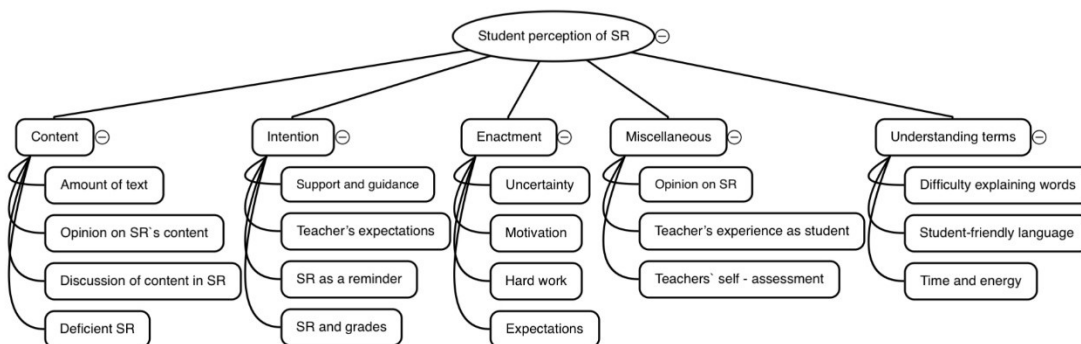 Student perception of SR
Content
Intention
Enactment
Miscellaneous
Understanding terms
Amount of text
Support and guidance
Uncertainty
Opinion on SR
Difficulty explaining words
Opinion on SR`s content
Teacher's expectations
Motivation
Teacher's experience as student
Student-friendly language
Discussion of content in SR
SR as a reminder
Hard work
Teachers` self - assessment
Time and energy
Deficient SR
SR and grades
Expectations